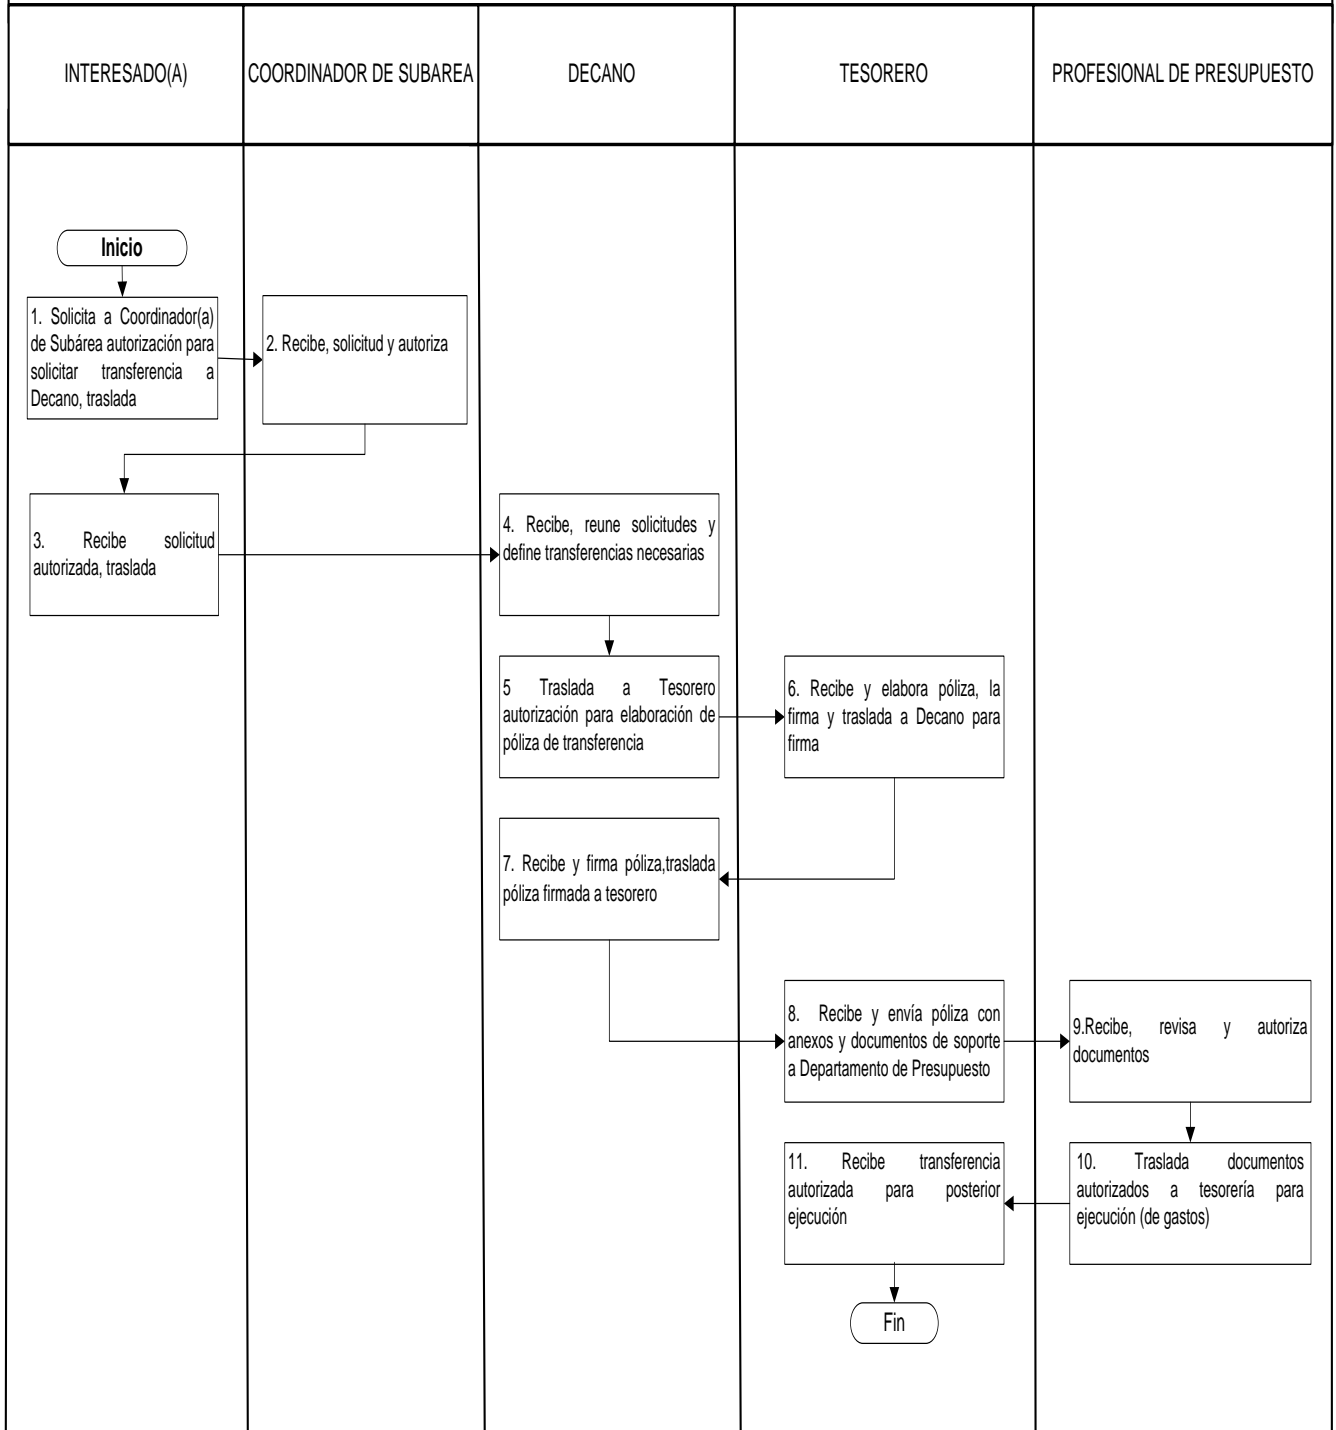 INTERESADO(A)
COORDINADOR DE SUBAREA
DECANO
TESORERO
PROFESIONAL DE PRESUPUESTO
Inicio
1. Solicita a Coordinador(a)
de Subárea autorización para
solicitar transferencia a
Decano, traslada
2. Recibe, solicitud y autoriza
3. Recibe solicitud
autorizada, traslada
4. Recibe, reune solicitudes y
define transferencias necesarias
5 Traslada a Tesorero
autorización para elaboración de
póliza de transferencia
6. Recibe y elabora póliza, la
firma y traslada a Decano para
firma
7. Recibe y firma póliza,traslada
póliza firmada a tesorero
8. Recibe y envía póliza con
anexos y documentos de soporte
a Departamento de Presupuesto
9.Recibe, revisa y autoriza
documentos
10. Traslada documentos
autorizados a tesorería para
ejecución (de gastos)
11. Recibe transferencia
autorizada para posterior
ejecución
Fin